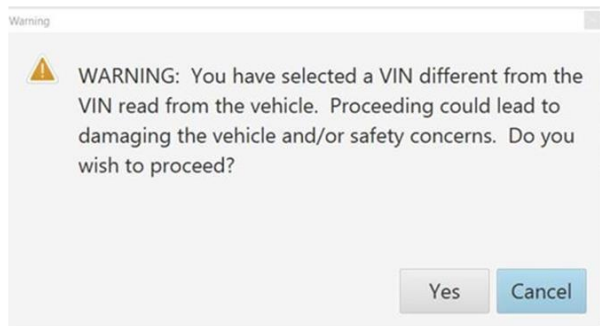 Warning
WARNING: You have selected a VIN different from the
VIN read from the vehicle. Proceeding could lead to
damaging the vehicle and/or safety concerns. Do you
wish to proceed?
Yes Cancel